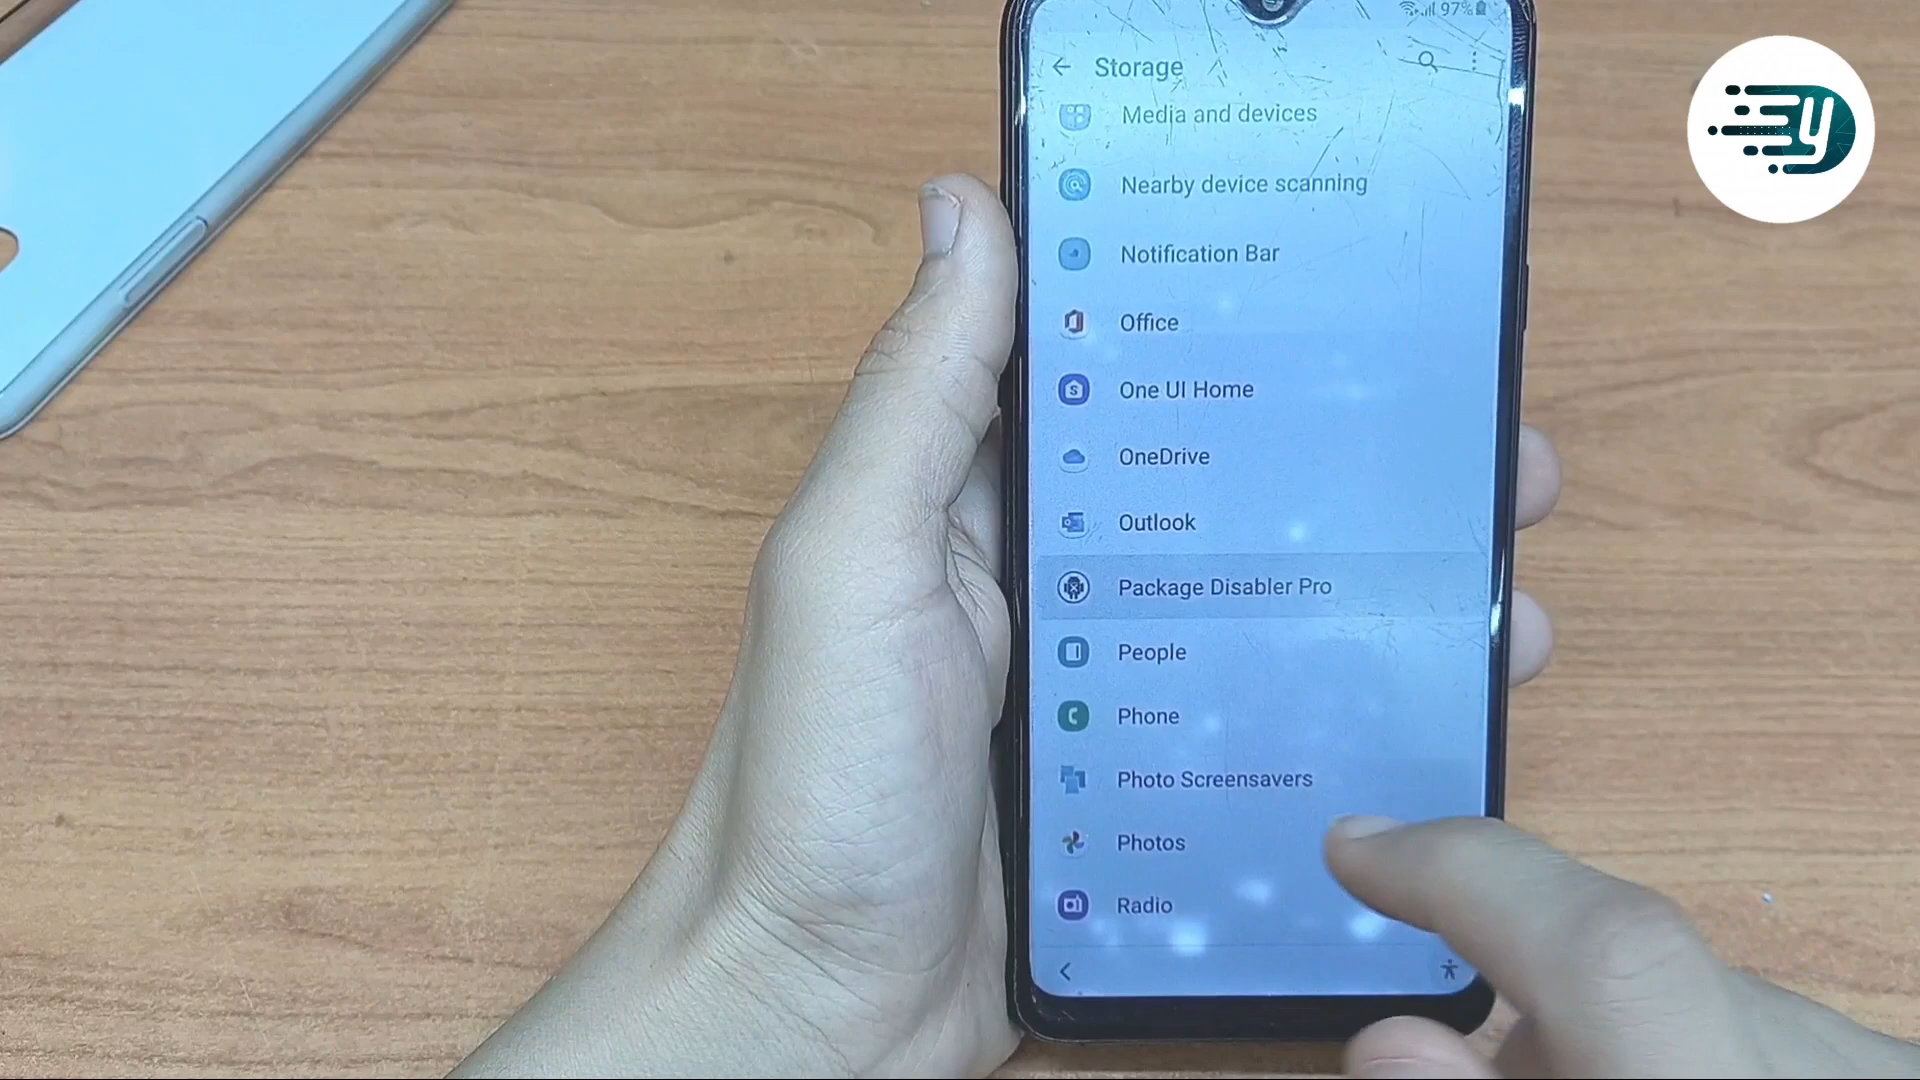 97%
Storage
Media and devices
Nearby device scanning
Notification Bar
Office
One UI Home
OneDrive
Outlook
Package Disabler Pro
People
Phone
Photo Screensavers
Photos
Radio
y